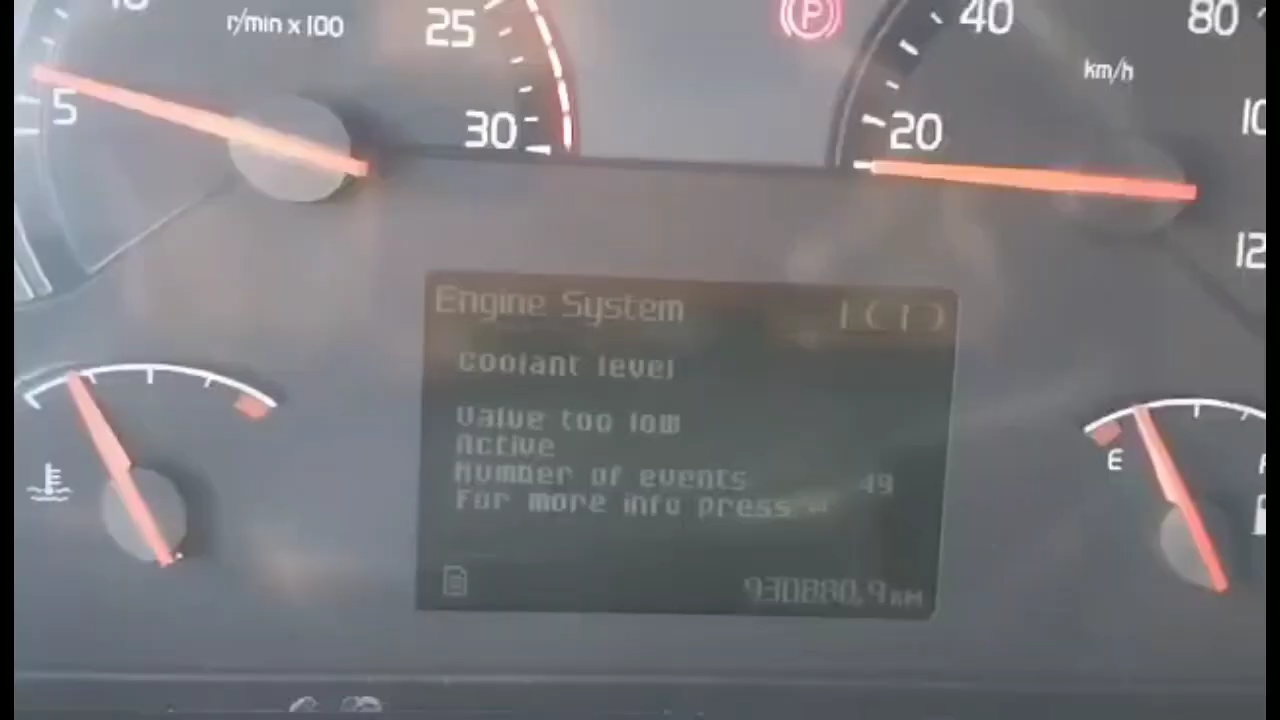 r/min x 100
5
25
30
P
40
80
km/h
20
Engine System 1(1)
Coolant level
Value too low
Active
Number of events 49
For more info press
930880.9 KM
E